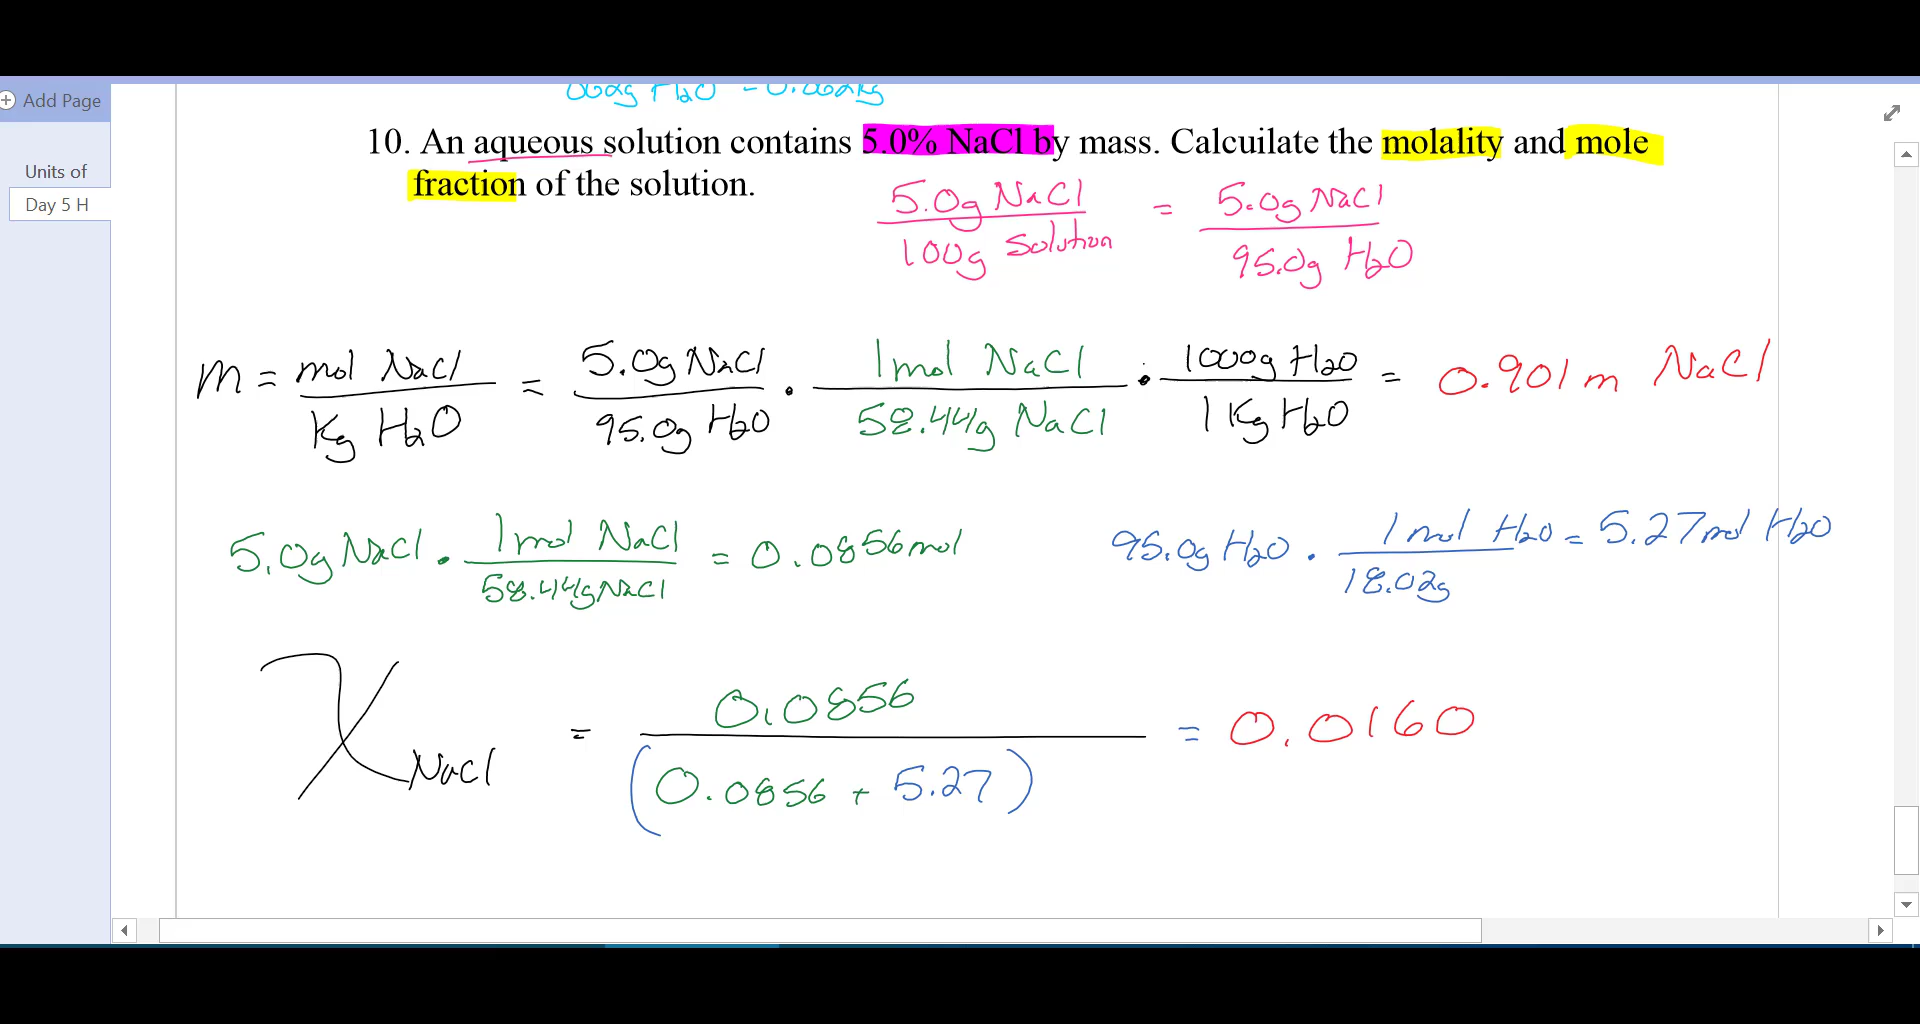 Add Page
Units of
Day 5 H
10. An aqueous solution contains 5.0% NaCl by mass. Calcuilate the molality and mole
fraction of the solution.
5.0g NaCl / 100g Solution = 5.0g NaCl / 95.0g H2O
m = mol NaCl / Kg H2O = 5.0g NaCl / 95.0g H2O · 1 mol NaCl / 58.44g NaCl · 1000g H2O / 1 Kg H2O = 0.901 m NaCl
5.0g NaCl · 1 mol NaCl / 58.44g NaCl = 0.0856 mol
95.0g H2O · 1 mol H2O / 18.02g = 5.27 mol H2O
X NaCl = 0.0856 / (0.0856 + 5.27) = 0.0160